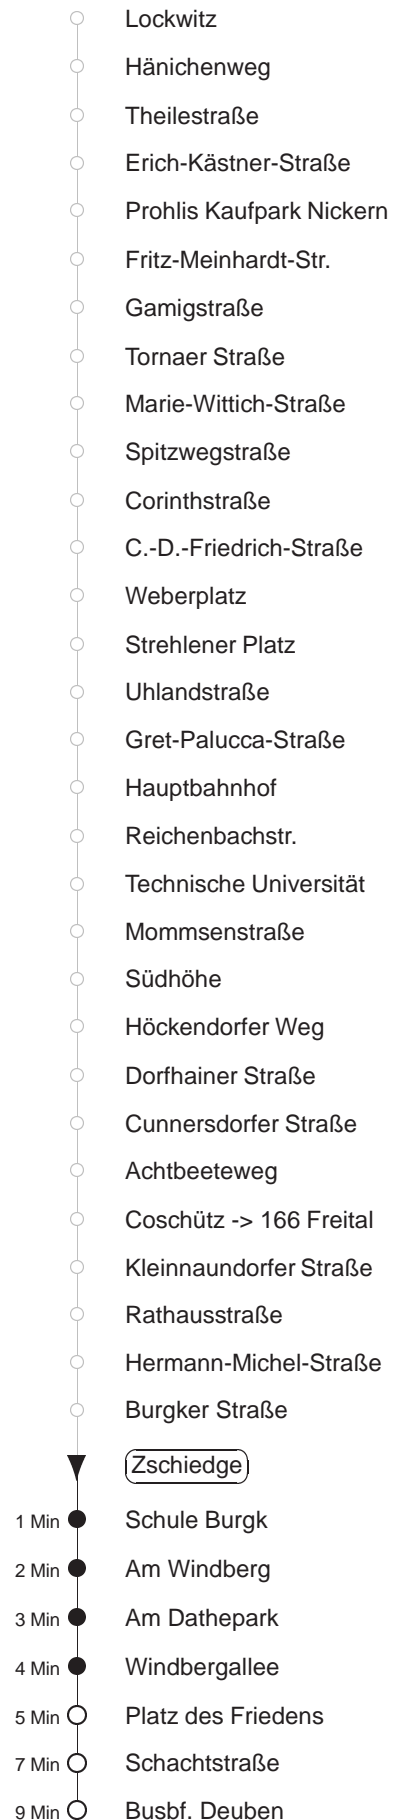 Lockwitz
Hänichenweg
Theilestraße
Erich-Kästner-Straße
Prohlis Kaufpark Nickern
Fritz-Meinhardt-Str.
Gamigstraße
Tornaer Straße
Marie-Wittich-Straße
Spitzwegstraße
Corinthstraße
C.-D.-Friedrich-Straße
Weberplatz
Strehlener Platz
Uhlandstraße
Gret-Palucca-Straße
Hauptbahnhof
Reichenbachstr.
Technische Universität
Mommsenstraße
Südhöhe
Höckendorfer Weg
Dorfhainer Straße
Cunnersdorfer Straße
Achtbeeteweg
Coschütz -> 166 Freital
Kleinnaundorfer Straße
Rathausstraße
Hermann-Michel-Straße
Burgker Straße
Zschiedge
1 Min Schule Burgk
2 Min Am Windberg
3 Min Am Dathepark
4 Min Windbergallee
5 Min Platz des Friedens
7 Min Schachtstraße
9 Min Busbf. Deuben